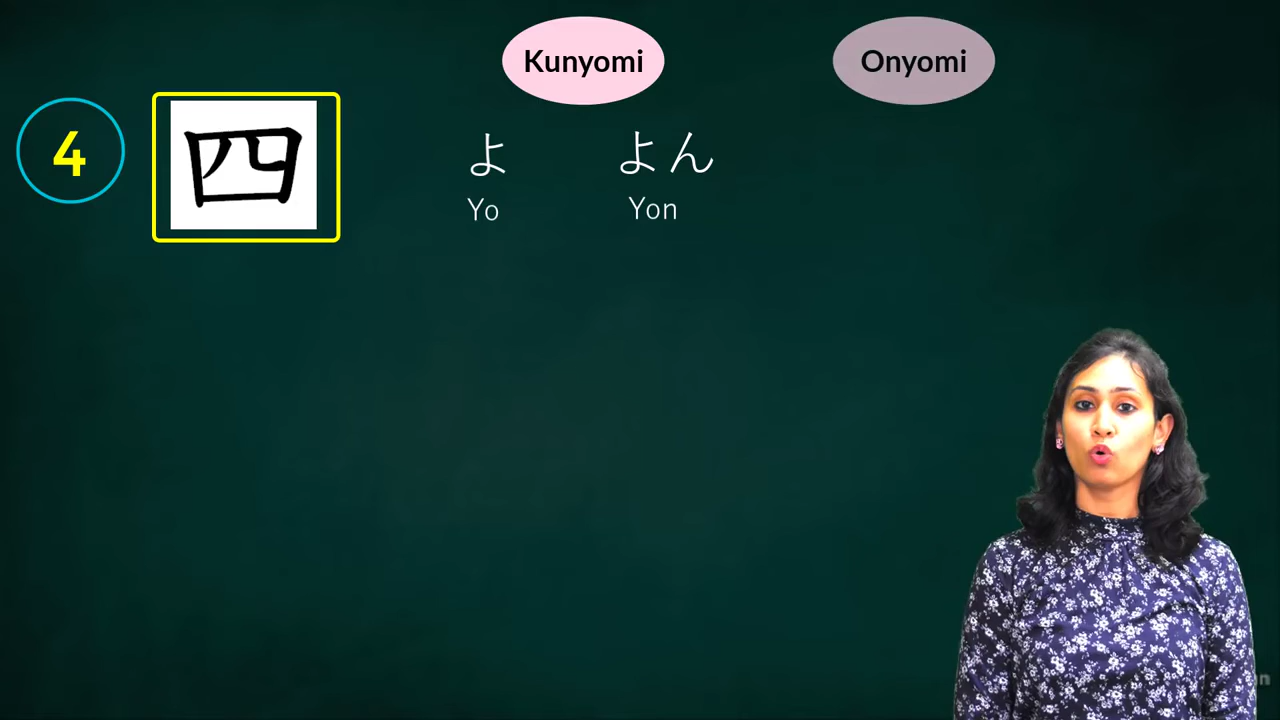 Kunyomi Onyomi
4 四 よ よん
Yo Yon